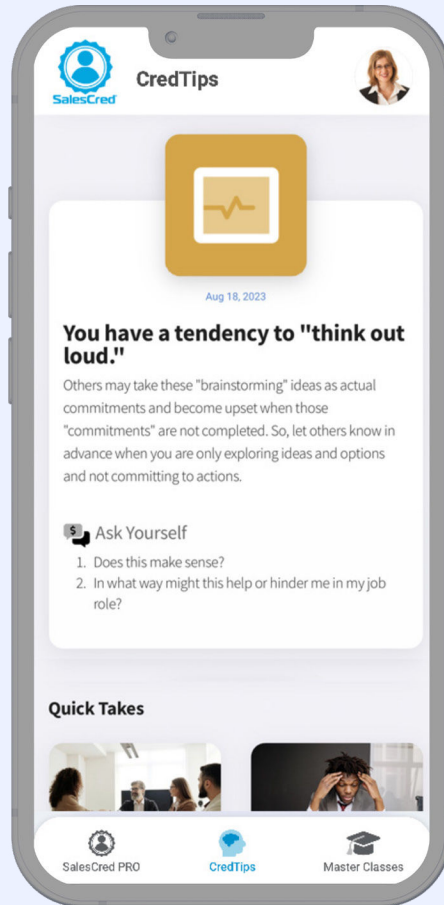 SalesCred
CredTips
Aug 18, 2023
You have a tendency to "think out
loud."
Others may take these "brainstorming" ideas as actual
commitments and become upset when those
"commitments" are not completed. So, let others know in
advance when you are only exploring ideas and options
and not committing to actions.
$
Ask Yourself
1. Does this make sense?
2. In what way might this help or hinder me in my job
role?
Quick Takes
SalesCred PRO
CredTips
Master Classes